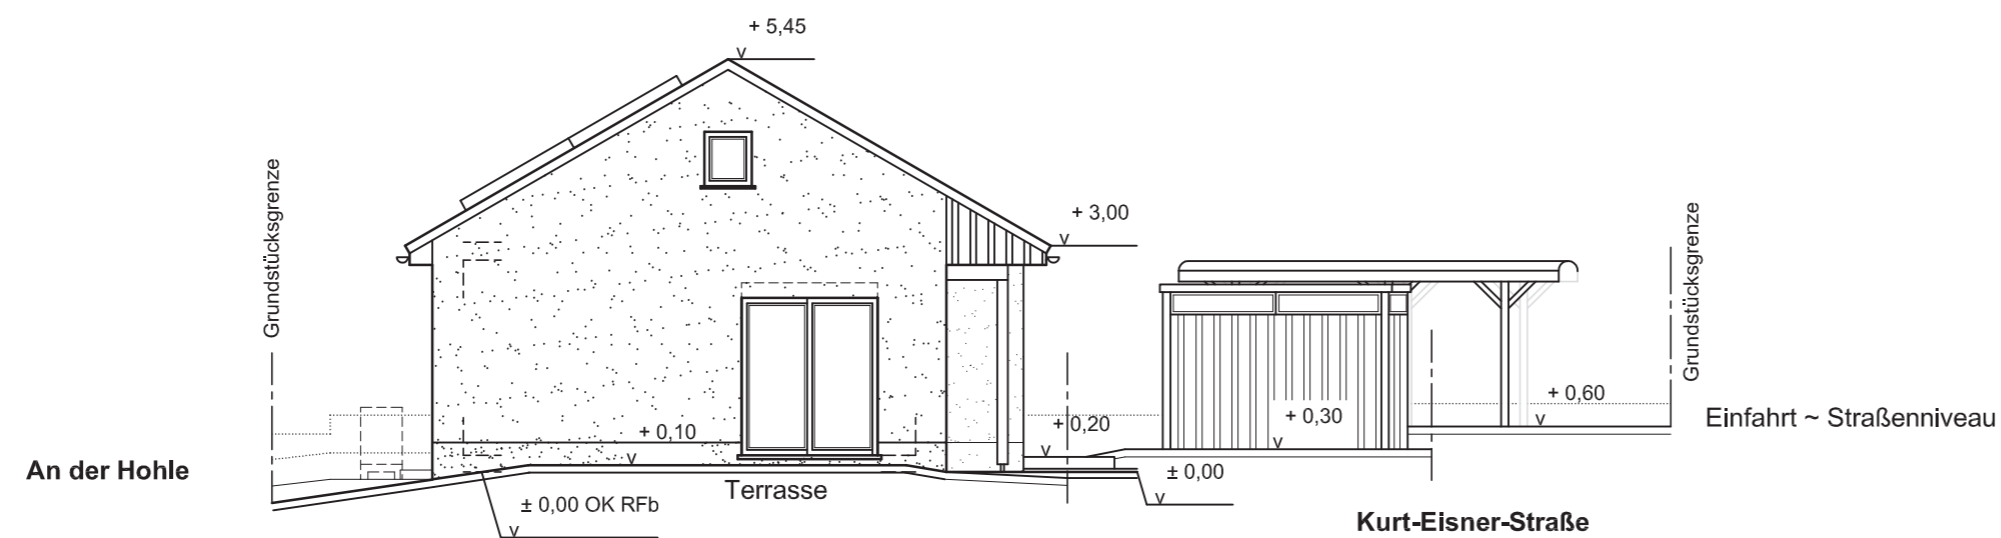 + 5,45
Grundstücksgrenze
+ 3,00
Grundstücksgrenze
+ 0,60
+ 0,30
+ 0,20
+ 0,10
Einfahrt ~ Straßenniveau
An der Hohle
± 0,00
Terrasse
± 0,00 OK RFb
Kurt-Eisner-Straße